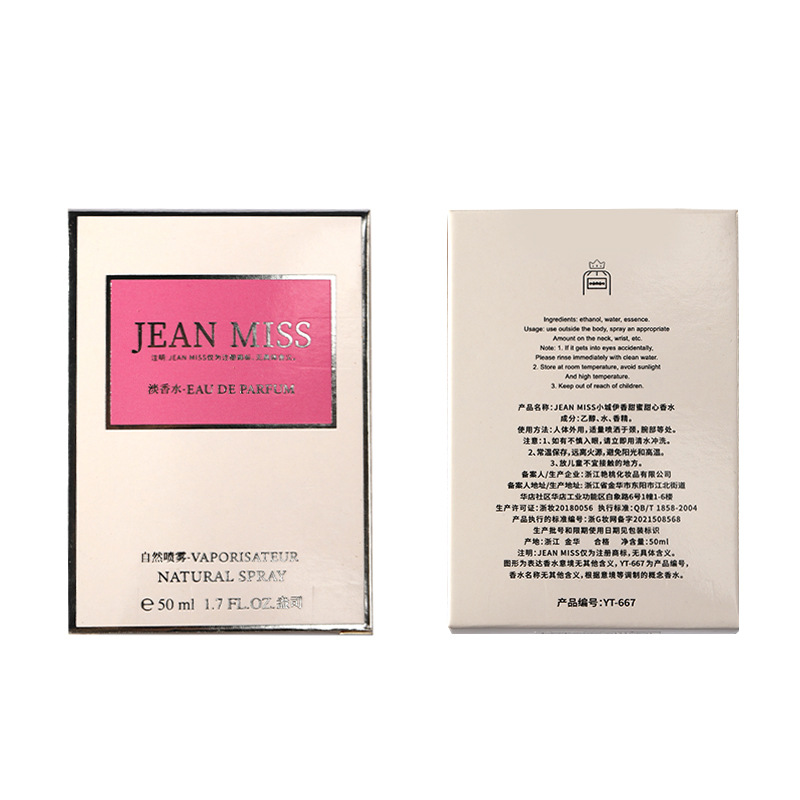 JEAN MISS
注明 JEAN MISS仅为注册商标,无具体含义。
淡香水·EAU DE PARFUM
自然喷雾·VAPORISATEUR
NATURAL SPRAY
℮ 50 ml 1.7 FL.OZ.
Ingredients: ethanol, water, essence.
Usage: use outside the body, spray an appropriate
Amount on the neck, wrist, etc.
Note: 1. If it gets into eyes accidentally,
Please rinse immediately with clean water.
2. Store at room temperature, avoid sunlight
And high temperature.
3. Keep out of reach of children.
产品名称:JEAN MISS小城伊香甜蜜甜心香水
成分:乙醇、水、香精。
使用方法:人体外用,适量喷洒于颈,腕部等处。
注意:1、如有不慎入眼,请立即用清水冲洗。
2、常温保存,远离火源,避免阳光和高温。
3、放儿童不宜接触的地方。
备案人/生产企业:浙江艳桃化妆品有限公司
备案人地址/生产地址:浙江省金华市东阳市江北街道
华店社区华店工业功能区白象路6号1幢1-6楼
生产许可证:浙妆20180056 执行标准:QB/T 1858-2004
产品执行的标准编号:浙G妆网备字2021508568
生产批号和限期使用日期见包装标识
产地:浙江 金华 合格 净含量:50ml
注明:JEAN MISS仅为注册商标,无具体含义。
图形为表达香水意境无其他含义,YT-667为产品编号,
香水名称无其他含义,根据意境等调制的概念香水。
产品编号:YT-667